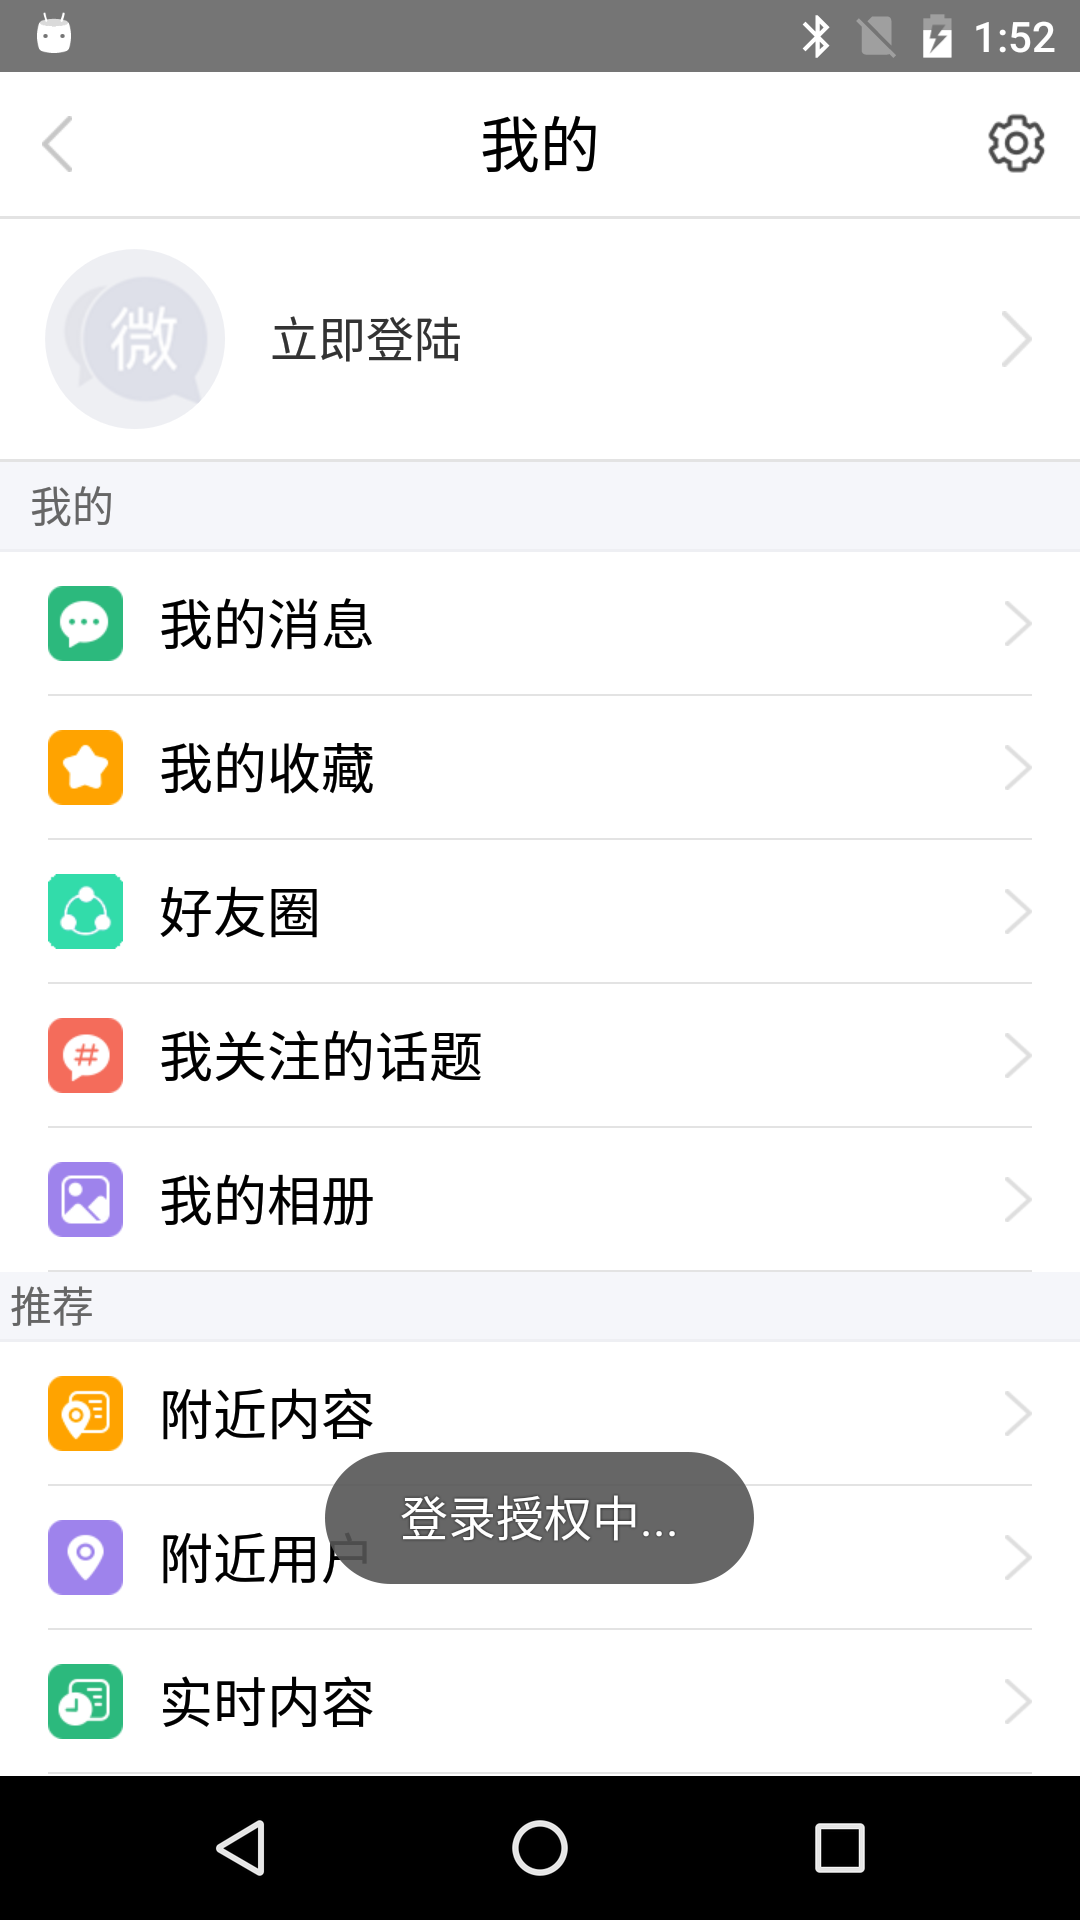 1:52
我的
微
立即登陆
我的
我的消息
我的收藏
好友圈
我关注的话题
我的相册
推荐
附近内容
登录授权中...
附近用户
实时内容